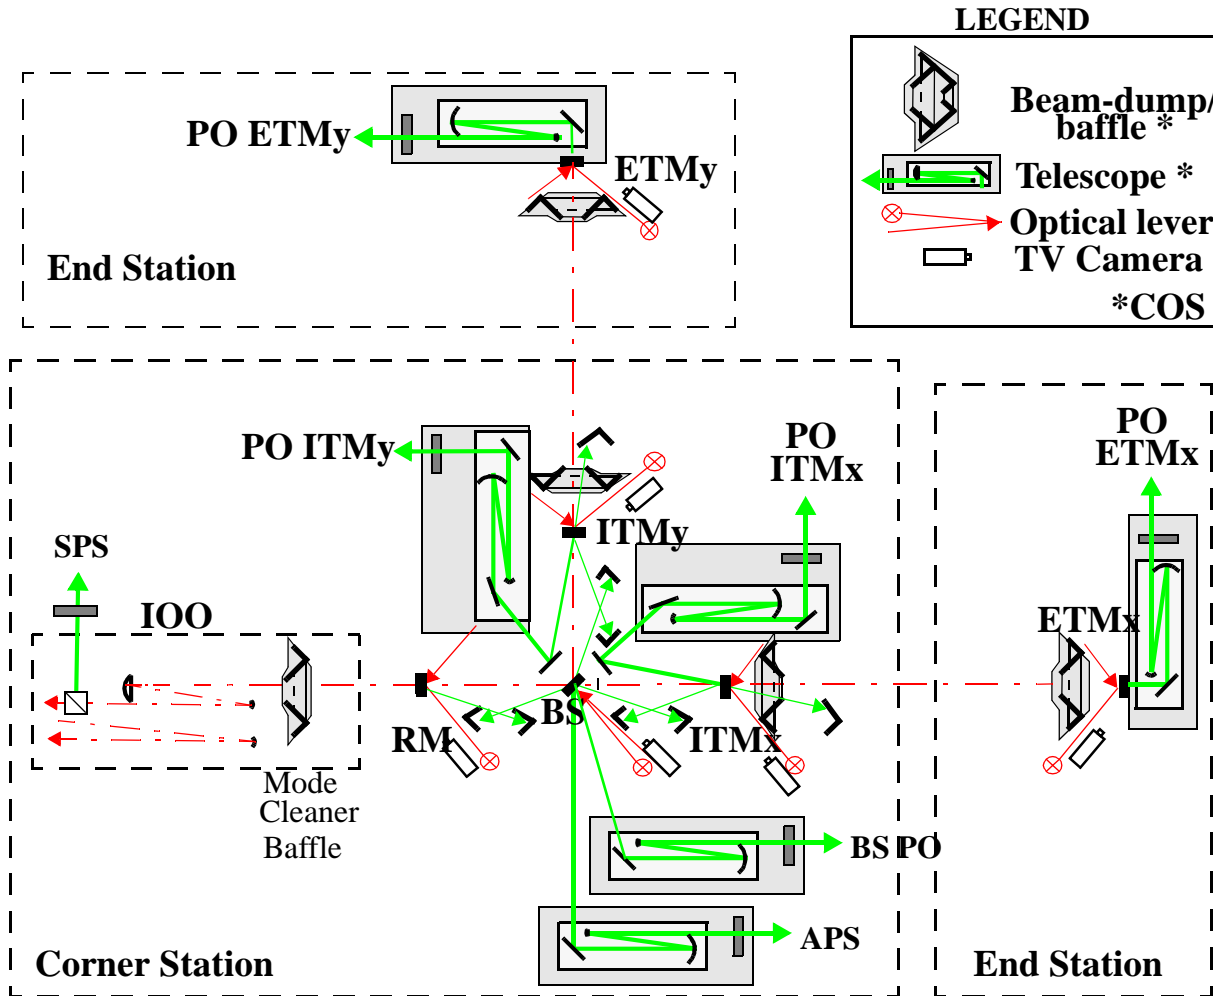 LEGEND
Beam-dump/
baffle *
Telescope *
Optical lever
TV Camera
*COS
PO ETMy
ETMy
End Station
PO ITMy
PO
ITMx
PO
ETMx
ITMy
SPS
IOO
ETMx
BS
RM
ITMx
Mode
Cleaner
Baffle
BS PO
APS
Corner Station
End Station